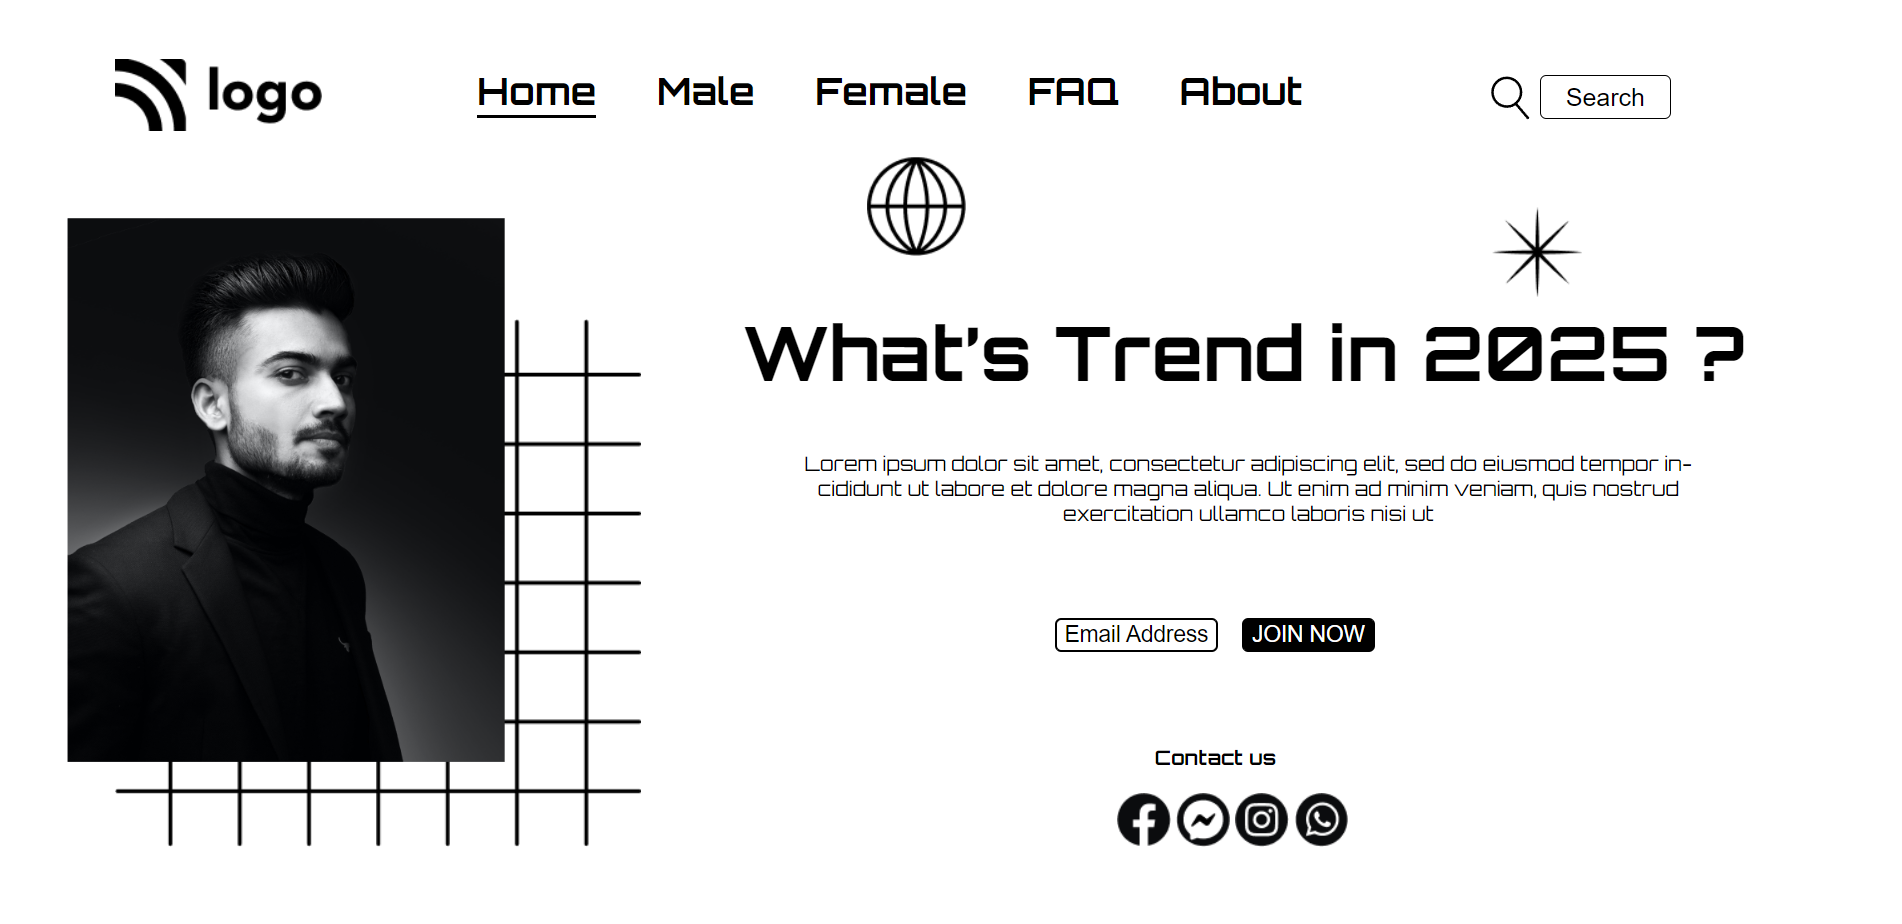 logo
Home Male Female FAQ About
Search
What's Trend in 2025 ?
Lorem ipsum dolor sit amet, consectetur adipiscing elit, sed do eiusmod tempor in-
cididunt ut labore et dolore magna aliqua. Ut enim ad minim veniam, quis nostrud
exercitation ullamco laboris nisi ut
Email Address JOIN NOW
Contact us